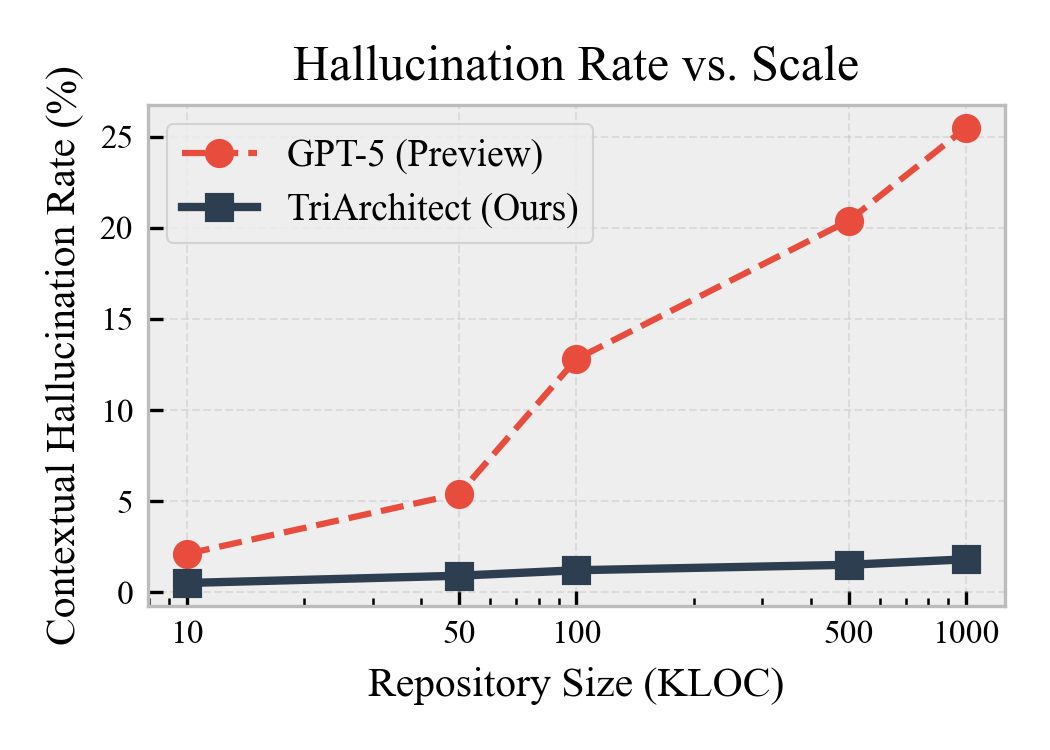 Hallucination Rate vs. Scale
Contextual Hallucination Rate (%)
25
20
15
10
5
0
GPT-5 (Preview)
TriArchitect (Ours)
10 50 100 500 1000
Repository Size (KLOC)